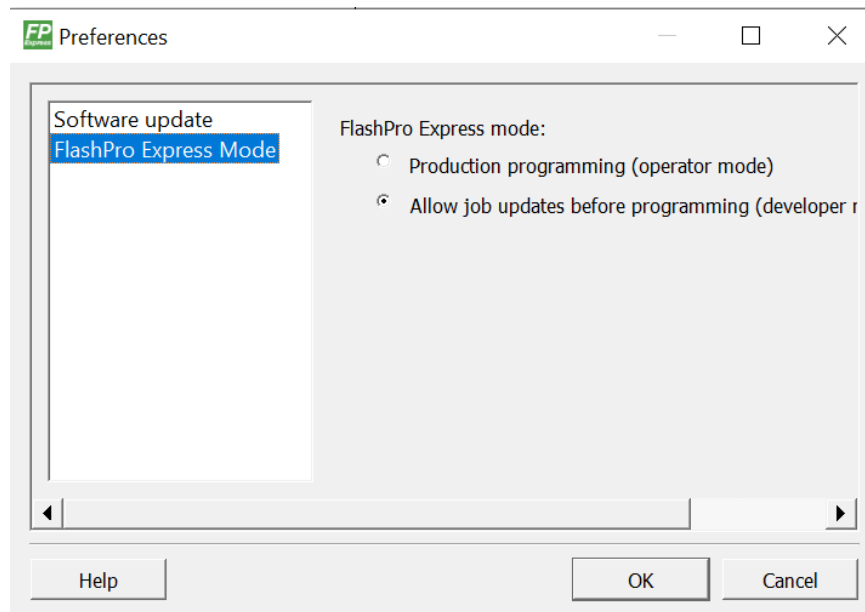 FP
Express
Preferences
Software update
FlashPro Express Mode
FlashPro Express mode:
Production programming (operator mode)
Allow job updates before programming (developer
Help
OK
Cancel